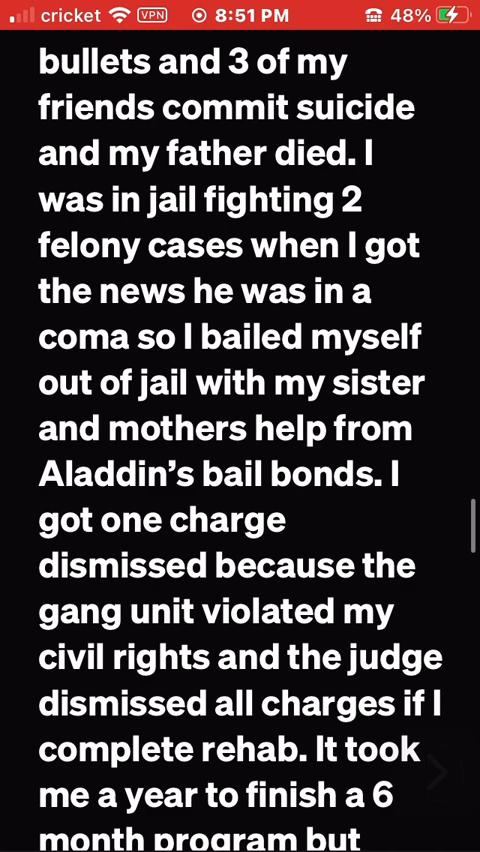 cricket VPN 8:51 PM 48%
bullets and 3 of my
friends commit suicide
and my father died. I
was in jail fighting 2
felony cases when I got
the news he was in a
coma so I bailed myself
out of jail with my sister
and mothers help from
Aladdin’s bail bonds. I
got one charge
dismissed because the
gang unit violated my
civil rights and the judge
dismissed all charges if I
complete rehab. It took
me a year to finish a 6
month program but